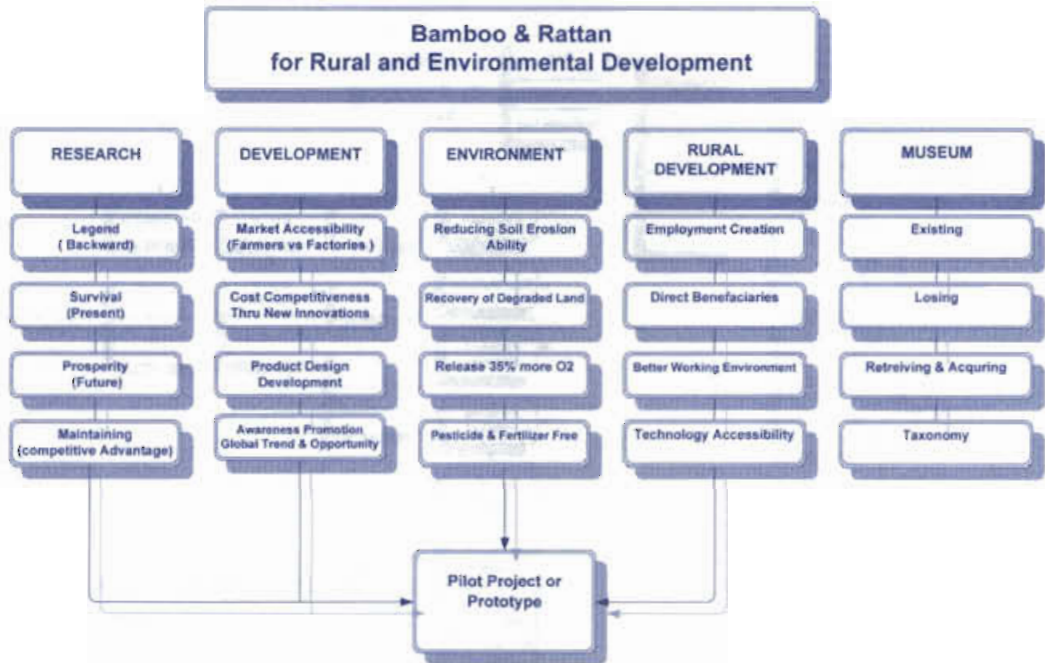 Bamboo & Rattan
for Rural and Environmental Development
RESEARCH
Legend
( Backward)
Survival
(Present)
Prosperity
(Future)
Maintaining
(competitive Advantage)
DEVELOPMENT
Market Accessibility
(Farmers vs Factories )
Cost Competitiveness
Thru New Innovations
Product Design
Development
Awareness Promotion
Global Trend & Opportunity
ENVIRONMENT
Reducing Soil Erosion
Ability
Recovery of Degraded Land
Release 35% more O2
Pesticide & Fertilizer Free
RURAL
DEVELOPMENT
Employment Creation
Direct Benefaciaries
Better Working Environment
Technology Accessibility
MUSEUM
Existing
Losing
Retreiving & Acquring
Taxonomy
Pilot Project or
Prototype